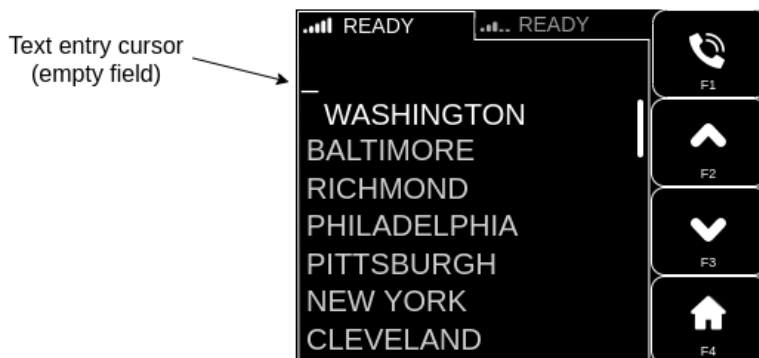 Text entry cursor
(empty field)
READY
READY
_
WASHINGTON
BALTIMORE
RICHMOND
PHILADELPHIA
PITTSBURGH
NEW YORK
CLEVELAND
F1
F2
F3
F4